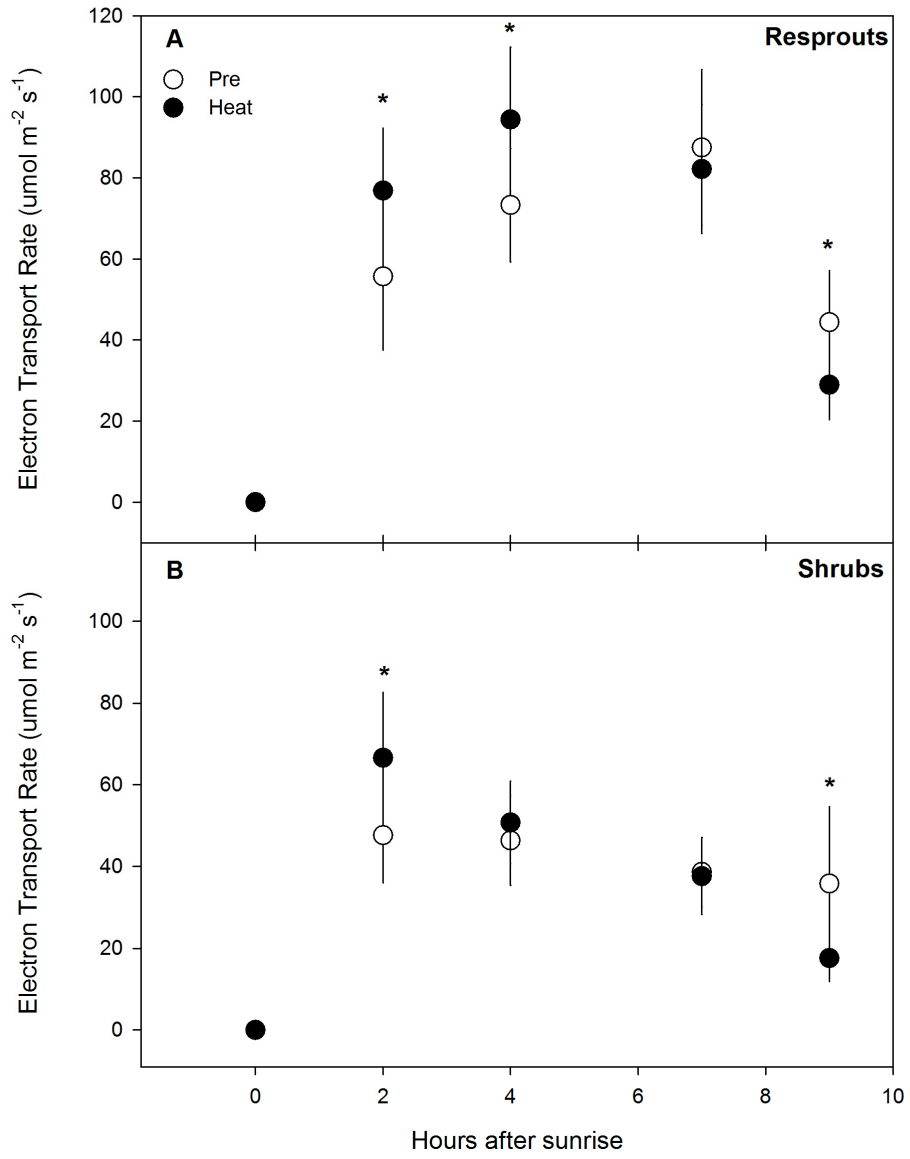 120
A
*
Resprouts
Pre
Heat
*
100
80
60
*
40
20
0
Electron Transport Rate (umol m⁻² s⁻¹)
B
Shrubs
100
*
80
60
*
40
20
0
Electron Transport Rate (umol m⁻² s⁻¹)
0 2 4 6 8 10
Hours after sunrise